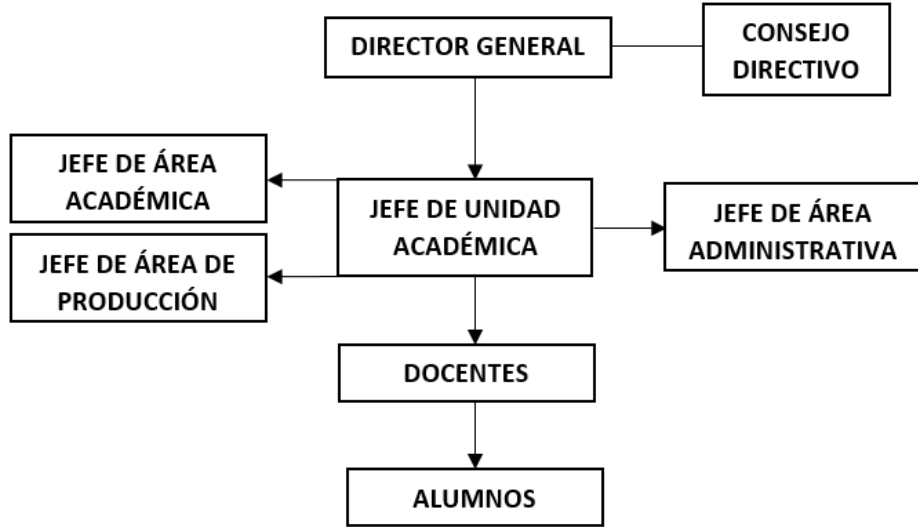 DIRECTOR GENERAL
CONSEJO
DIRECTIVO
JEFE DE ÁREA
ACADÉMICA
JEFE DE UNIDAD
ACADÉMICA
JEFE DE ÁREA
ADMINISTRATIVA
JEFE DE ÁREA DE
PRODUCCIÓN
DOCENTES
ALUMNOS